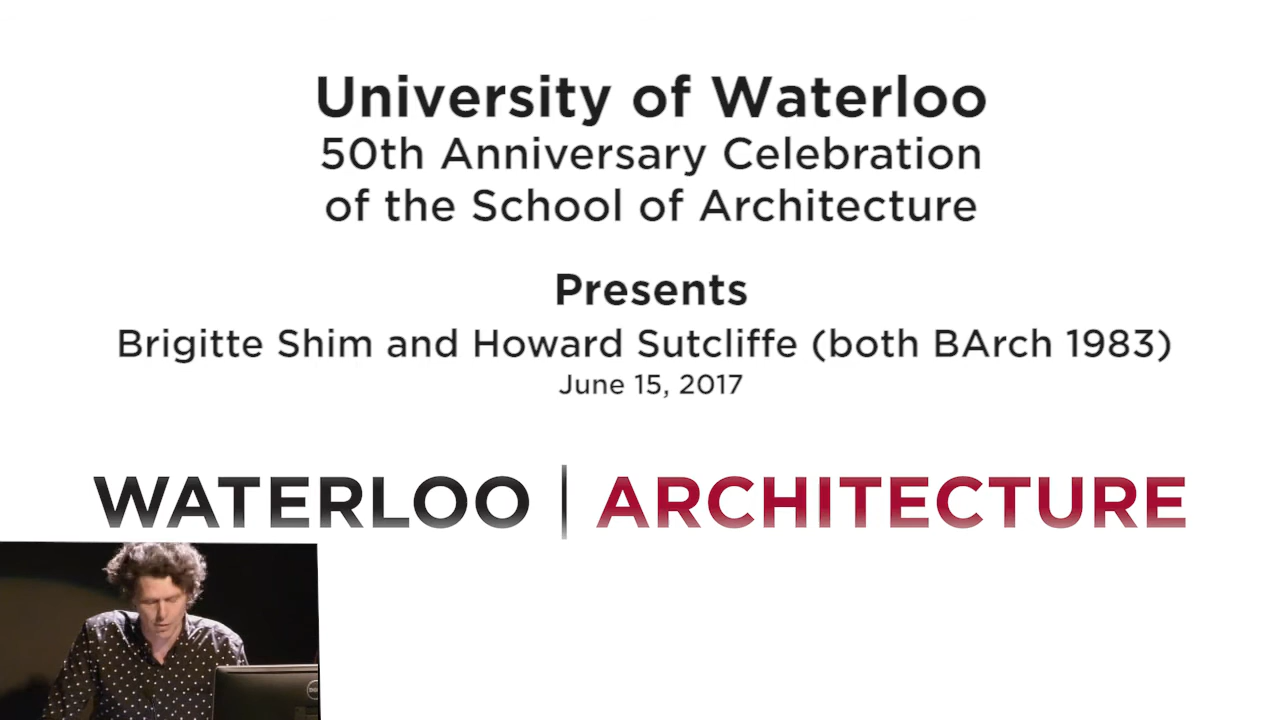 University of Waterloo
50th Anniversary Celebration
of the School of Architecture
Presents
Brigitte Shim and Howard Sutcliffe (both BArch 1983)
June 15, 2017
WATERLOO | ARCHITECTURE
DELL